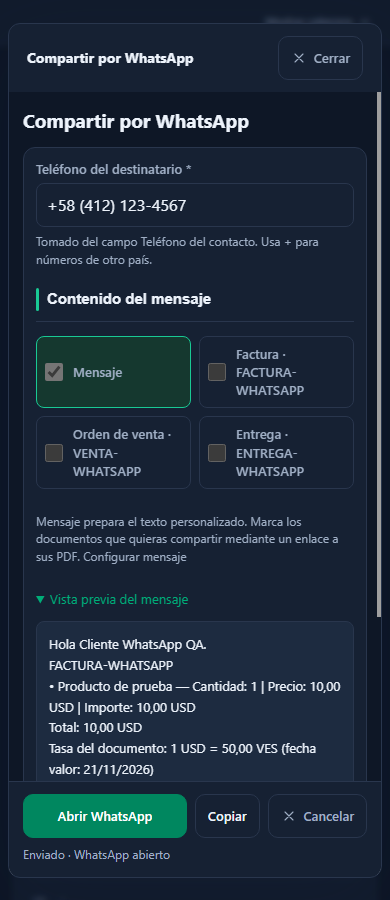 Compartir por WhatsApp
× Cerrar
Compartir por WhatsApp
Teléfono del destinatario *
+58 (412) 123-4567
Tomado del campo Teléfono del contacto. Usa + para
números de otro país.
Contenido del mensaje
Mensaje
Factura ·
FACTURA-
WHATSAPP
Orden de venta ·
VENTA-
WHATSAPP
Entrega ·
ENTREGA-
WHATSAPP
Mensaje prepara el texto personalizado. Marca los
documentos que quieras compartir mediante un enlace a
sus PDF. Configurar mensaje
▼ Vista previa del mensaje
Hola Cliente WhatsApp QA.
FACTURA-WHATSAPP
• Producto de prueba — Cantidad: 1 | Precio: 10,00
USD | Importe: 10,00 USD
Total: 10,00 USD
Tasa del documento: 1 USD = 50,00 VES (fecha
valor: 21/11/2026)
Abrir WhatsApp
Copiar
× Cancelar
Enviado · WhatsApp abierto